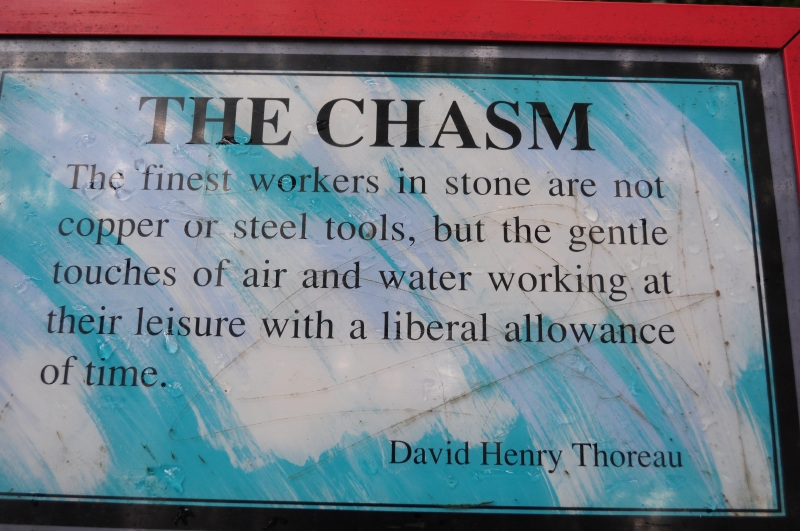 THE CHASM
The finest workers in stone are not
copper or steel tools, but the gentle
touches of air and water working at
their leisure with a liberal allowance
of time.
David Henry Thoreau